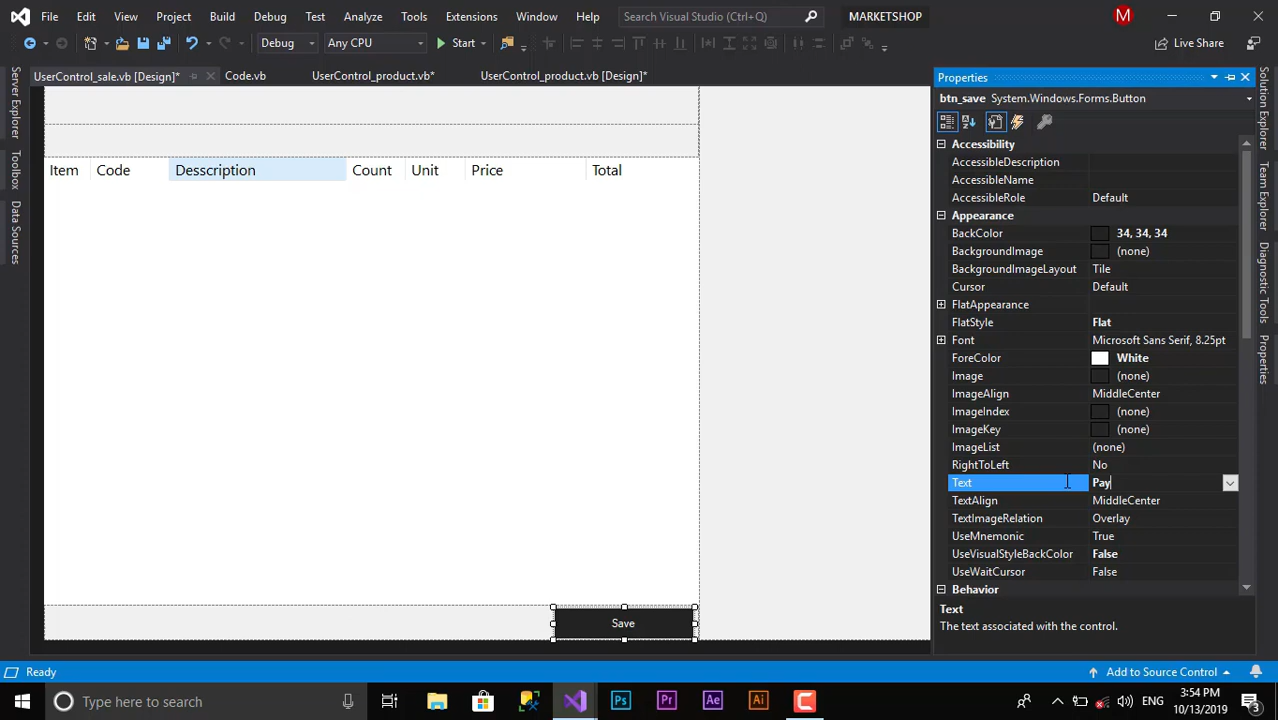 File Edit View Project Build Debug Test Analyze Tools Extensions Window Help Search Visual Studio (Ctrl+Q) MARKETSHOP M
Debug Any CPU Start Live Share
UserControl_sale.vb [Design]* Code.vb UserControl_product.vb* UserControl_product.vb [Design]*
Server Explorer
Toolbox
Data Sources
Item Code Desscription Count Unit Price Total
Save
Properties
btn_save System.Windows.Forms.Button
Accessibility
AccessibleDescription
AccessibleName
AccessibleRole Default
Appearance
BackColor 34, 34, 34
BackgroundImage (none)
BackgroundImageLayout Tile
Cursor Default
FlatAppearance
FlatStyle Flat
Font Microsoft Sans Serif, 8.25pt
ForeColor White
Image (none)
ImageAlign MiddleCenter
ImageIndex (none)
ImageKey (none)
ImageList (none)
RightToLeft No
Text Pay
TextAlign MiddleCenter
TextImageRelation Overlay
UseMnemonic True
UseVisualStyleBackColor False
UseWaitCursor False
Behavior
Text
The text associated with the control.
Solution Explorer
Team Explorer
Diagnostic Tools
Properties
Ready Add to Source Control
Type here to search Ps Pr Ae Ai ENG 3:54 PM
10/13/2019 3